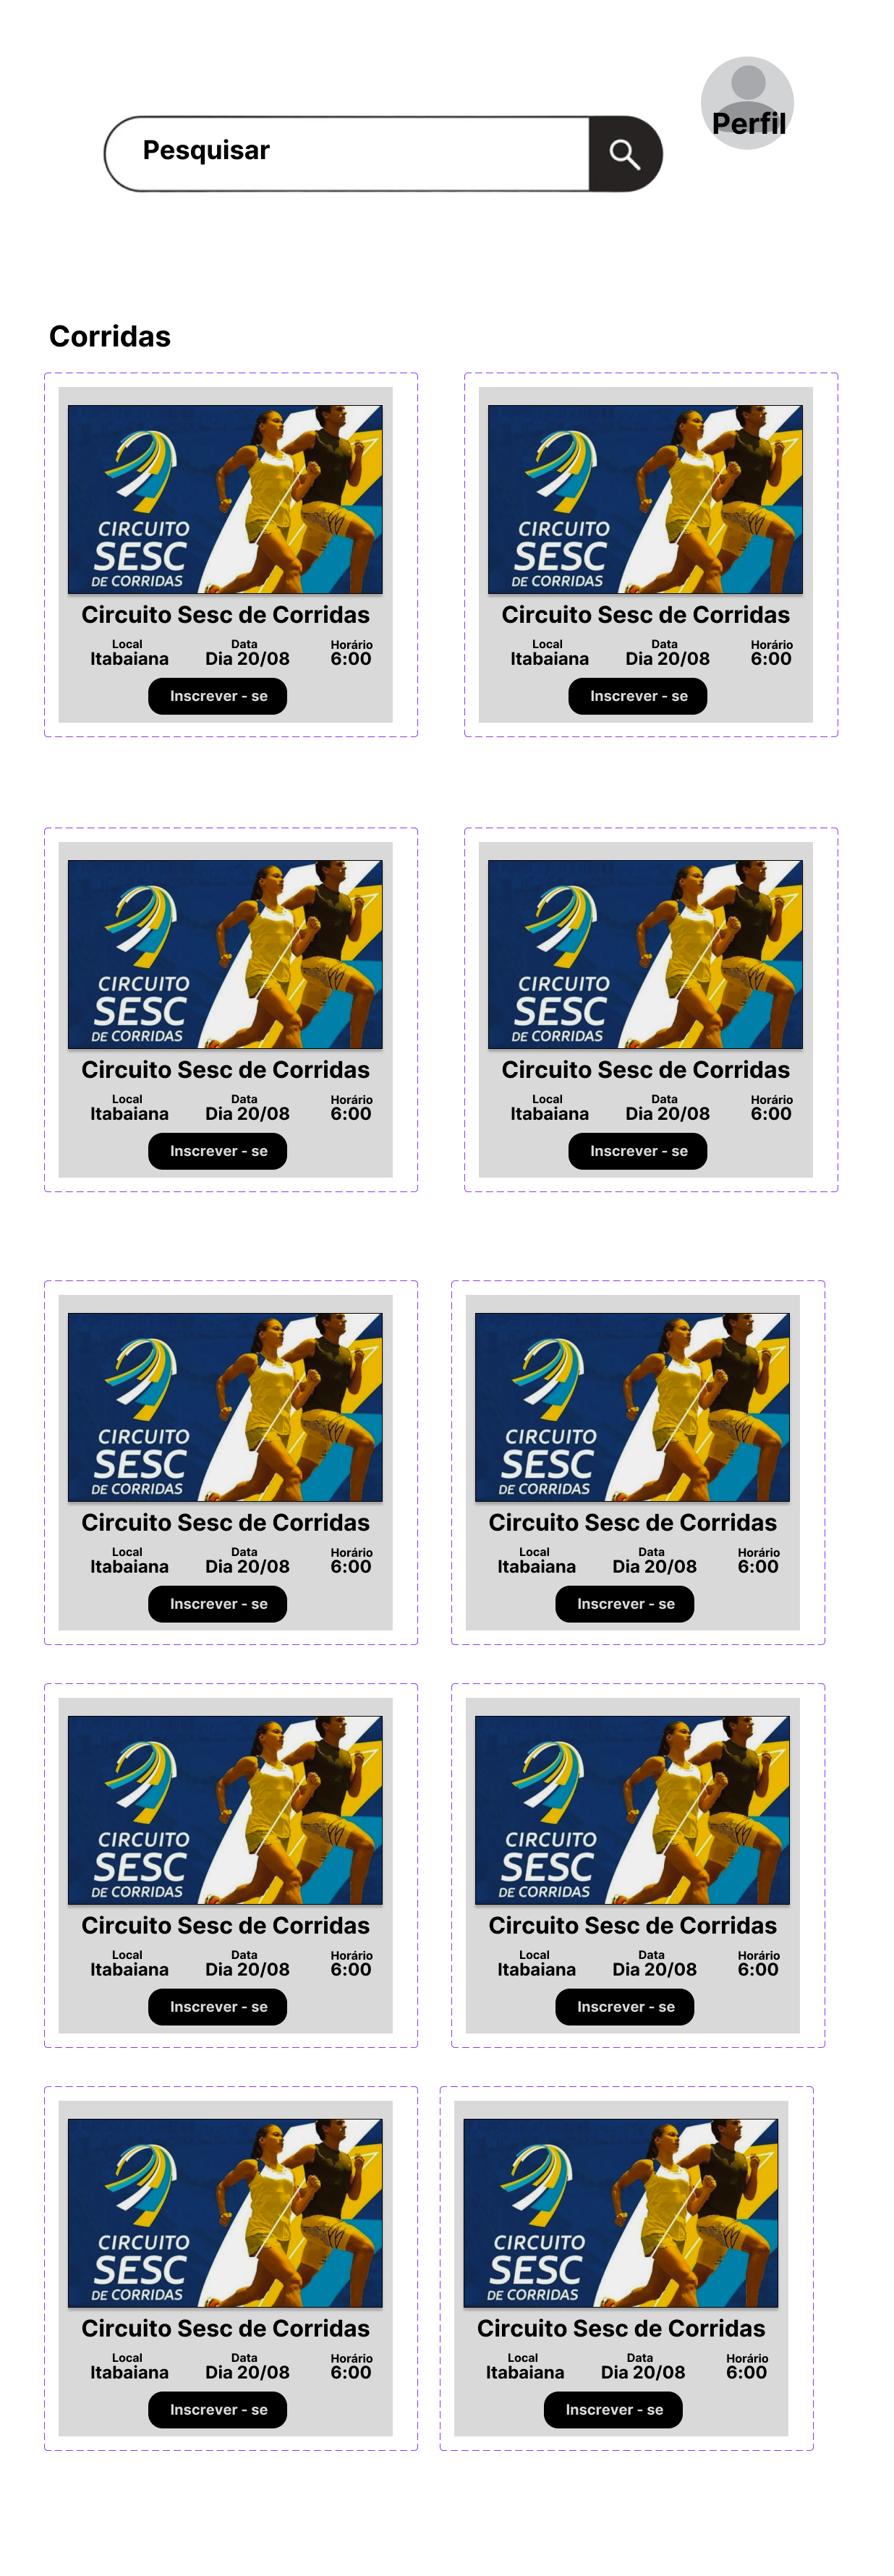 Perfil
Pesquisar
Corridas
CIRCUITO
SESC
DE CORRIDAS
Circuito Sesc de Corridas
Local Data Horário
Itabaiana Dia 20/08 6:00
Inscrever - se
CIRCUITO
SESC
DE CORRIDAS
Circuito Sesc de Corridas
Local Data Horário
Itabaiana Dia 20/08 6:00
Inscrever - se
CIRCUITO
SESC
DE CORRIDAS
Circuito Sesc de Corridas
Local Data Horário
Itabaiana Dia 20/08 6:00
Inscrever - se
CIRCUITO
SESC
DE CORRIDAS
Circuito Sesc de Corridas
Local Data Horário
Itabaiana Dia 20/08 6:00
Inscrever - se
CIRCUITO
SESC
DE CORRIDAS
Circuito Sesc de Corridas
Local Data Horário
Itabaiana Dia 20/08 6:00
Inscrever - se
CIRCUITO
SESC
DE CORRIDAS
Circuito Sesc de Corridas
Local Data Horário
Itabaiana Dia 20/08 6:00
Inscrever - se
CIRCUITO
SESC
DE CORRIDAS
Circuito Sesc de Corridas
Local Data Horário
Itabaiana Dia 20/08 6:00
Inscrever - se
CIRCUITO
SESC
DE CORRIDAS
Circuito Sesc de Corridas
Local Data Horário
Itabaiana Dia 20/08 6:00
Inscrever - se
CIRCUITO
SESC
DE CORRIDAS
Circuito Sesc de Corridas
Local Data Horário
Itabaiana Dia 20/08 6:00
Inscrever - se
CIRCUITO
SESC
DE CORRIDAS
Circuito Sesc de Corridas
Local Data Horário
Itabaiana Dia 20/08 6:00
Inscrever - se